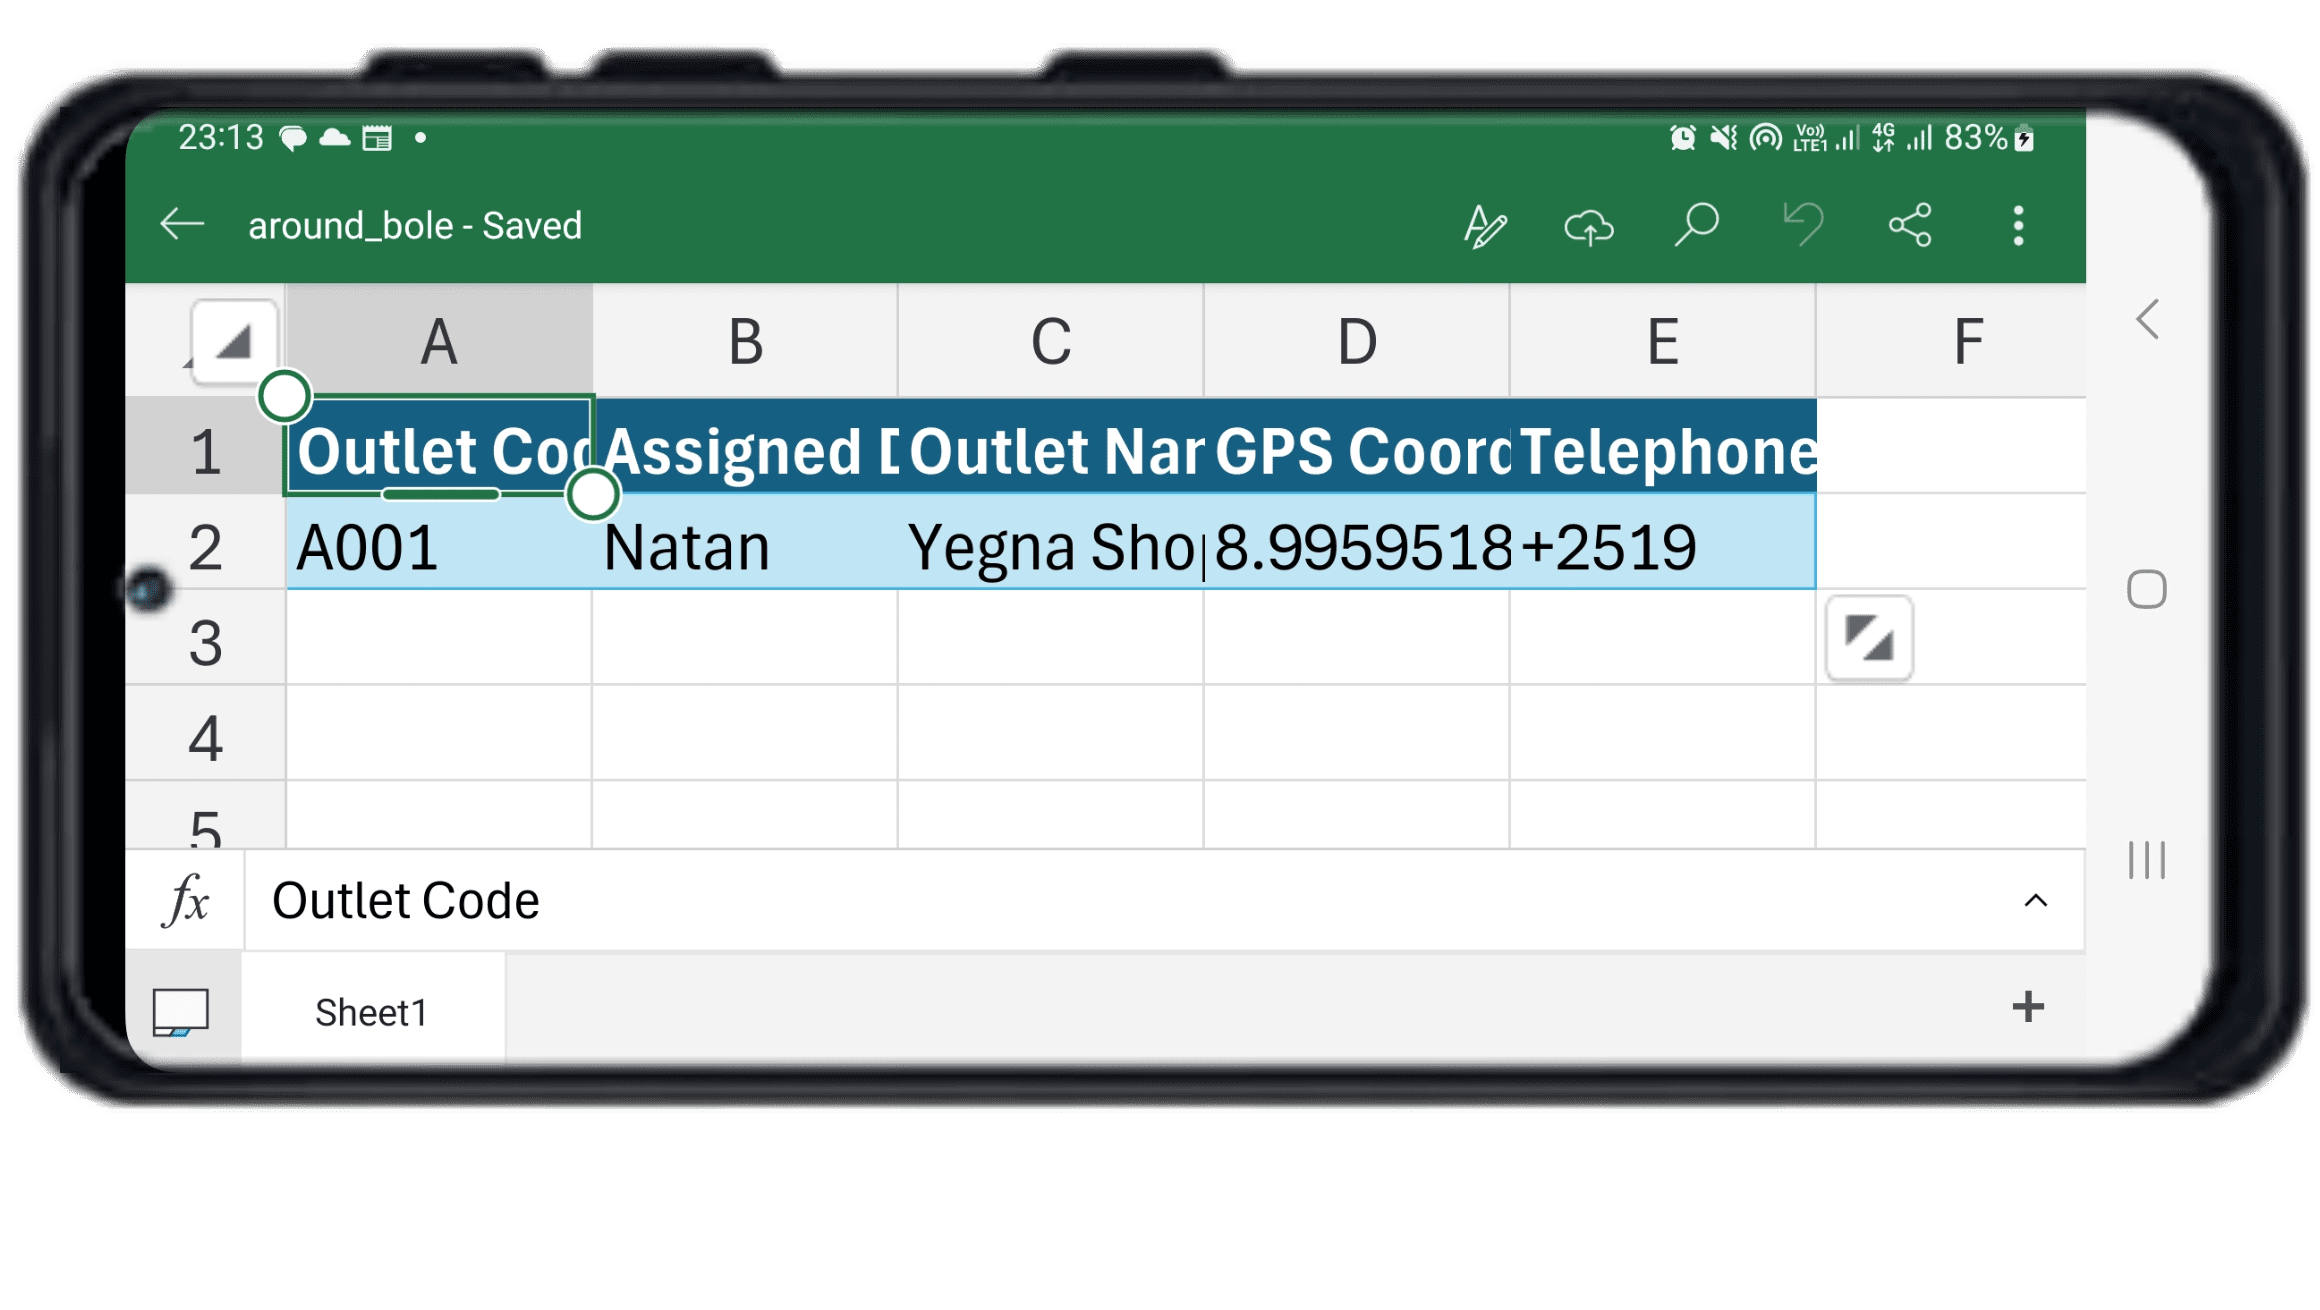 23:13 Vo)) LTE1 4G 83%
around_bole - Saved
A B C D E F
1 Outlet Cod Assigned D Outlet Nar GPS Coord Telephone
2 A001 Natan Yegna Shop 8.9959518 +2519
3
4
5
fx Outlet Code
Sheet1 +